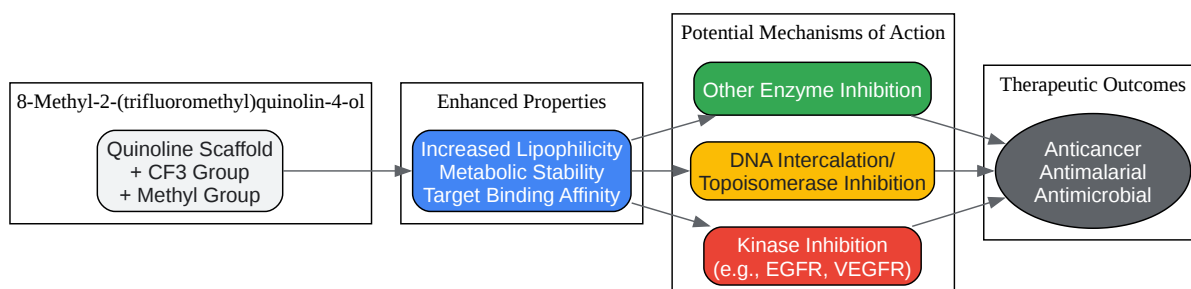 8-Methyl-2-(trifluoromethyl)quinolin-4-ol
Quinoline Scaffold
+ CF3 Group
+ Methyl Group
Enhanced Properties
Increased Lipophilicity
Metabolic Stability
Target Binding Affinity
Potential Mechanisms of Action
Other Enzyme Inhibition
DNA Intercalation/
Topoisomerase Inhibition
Kinase Inhibition
(e.g., EGFR, VEGFR)
Therapeutic Outcomes
Anticancer
Antimalarial
Antimicrobial